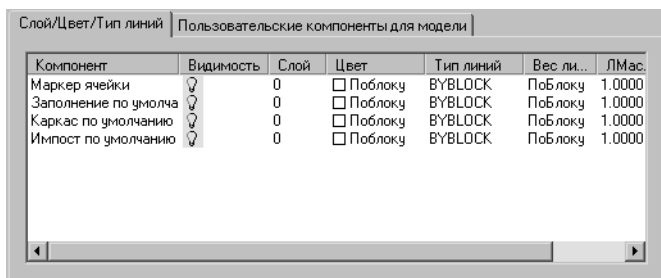 Слой/Цвет/Тип линий Пользовательские компоненты для модели
Компонент Видимость Слой Цвет Тип линий Вес ли... ЛМас.
Маркер ячейки 0 Поблоку BYBLOCK ПоБлоку 1.0000
Заполнение по умолча 0 Поблоку BYBLOCK ПоБлоку 1.0000
Каркас по умолчанию 0 Поблоку BYBLOCK ПоБлоку 1.0000
Импост по умолчанию 0 Поблоку BYBLOCK ПоБлоку 1.0000